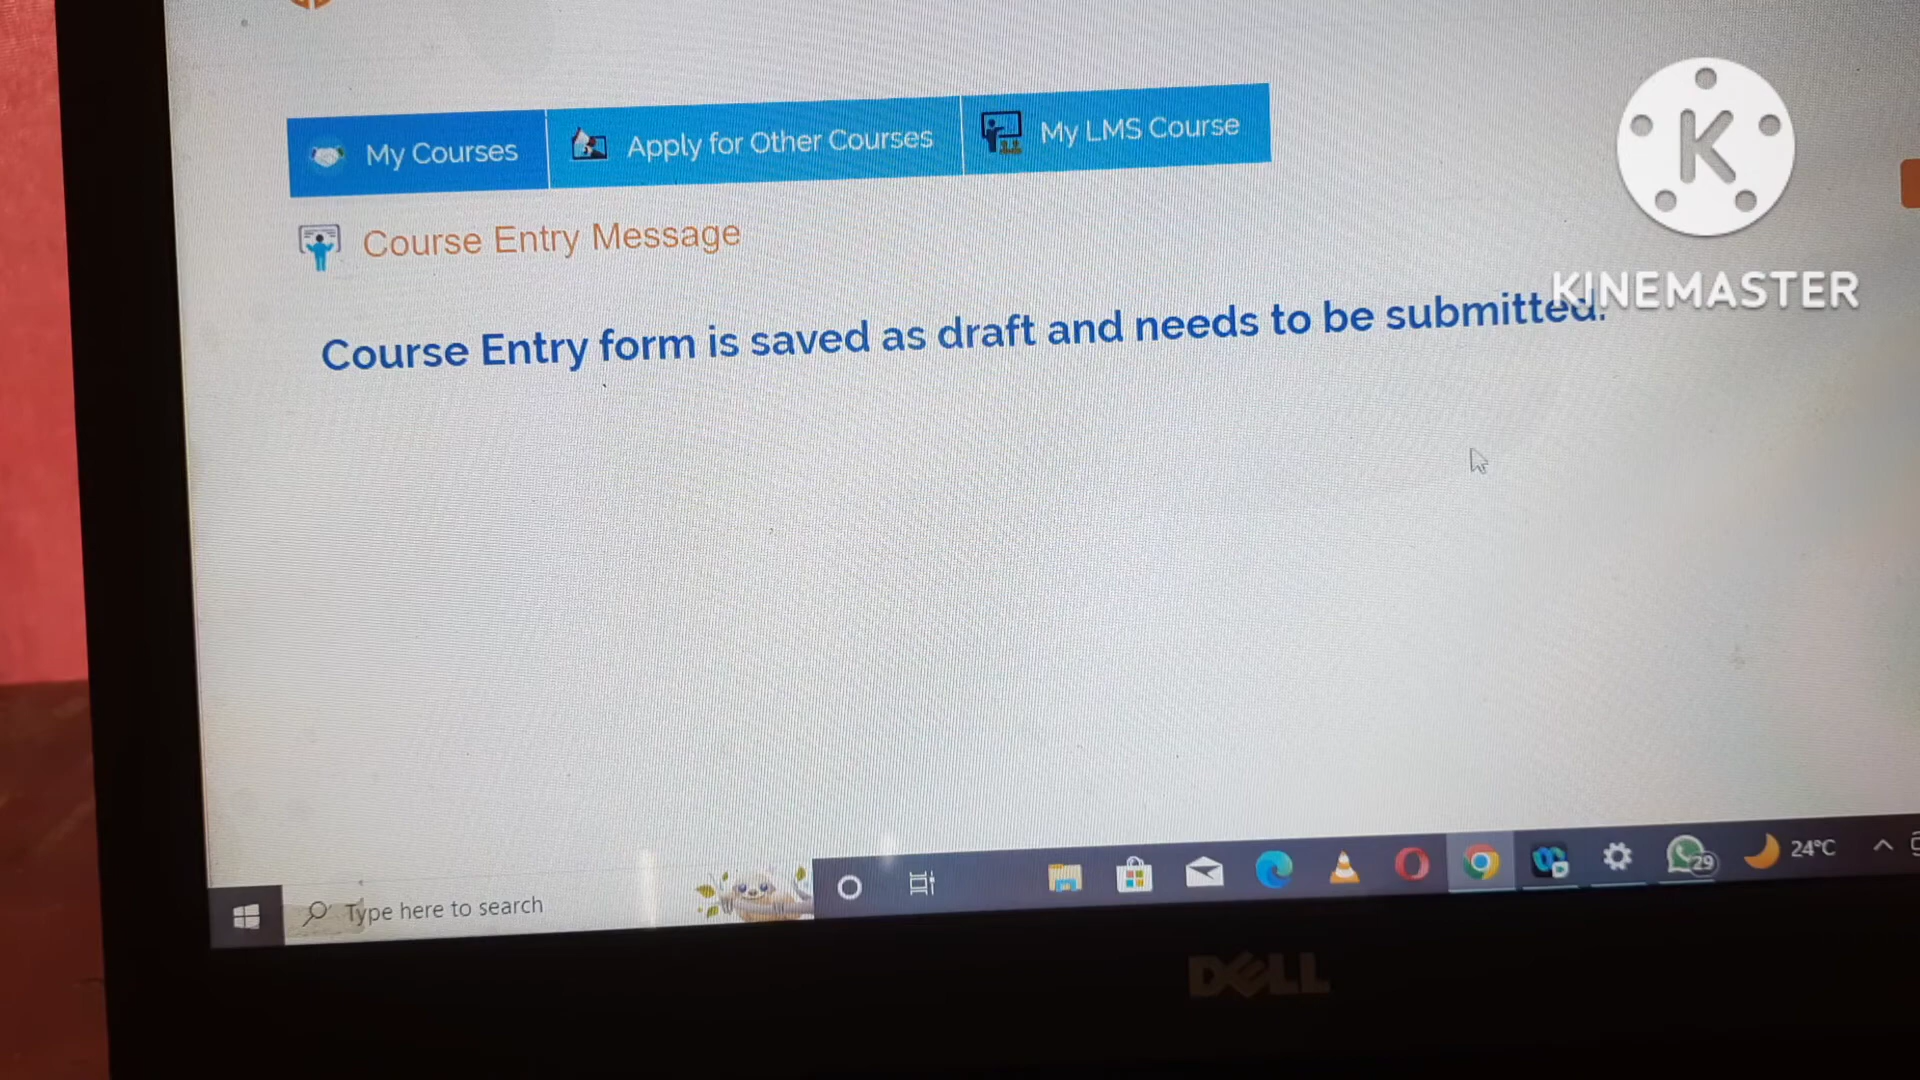 My Courses
Apply for Other Courses
My LMS Course
Course Entry Message
Course Entry form is saved as draft and needs to be submitted.
K
KINEMASTER
Type here to search
29
24°C
DELL